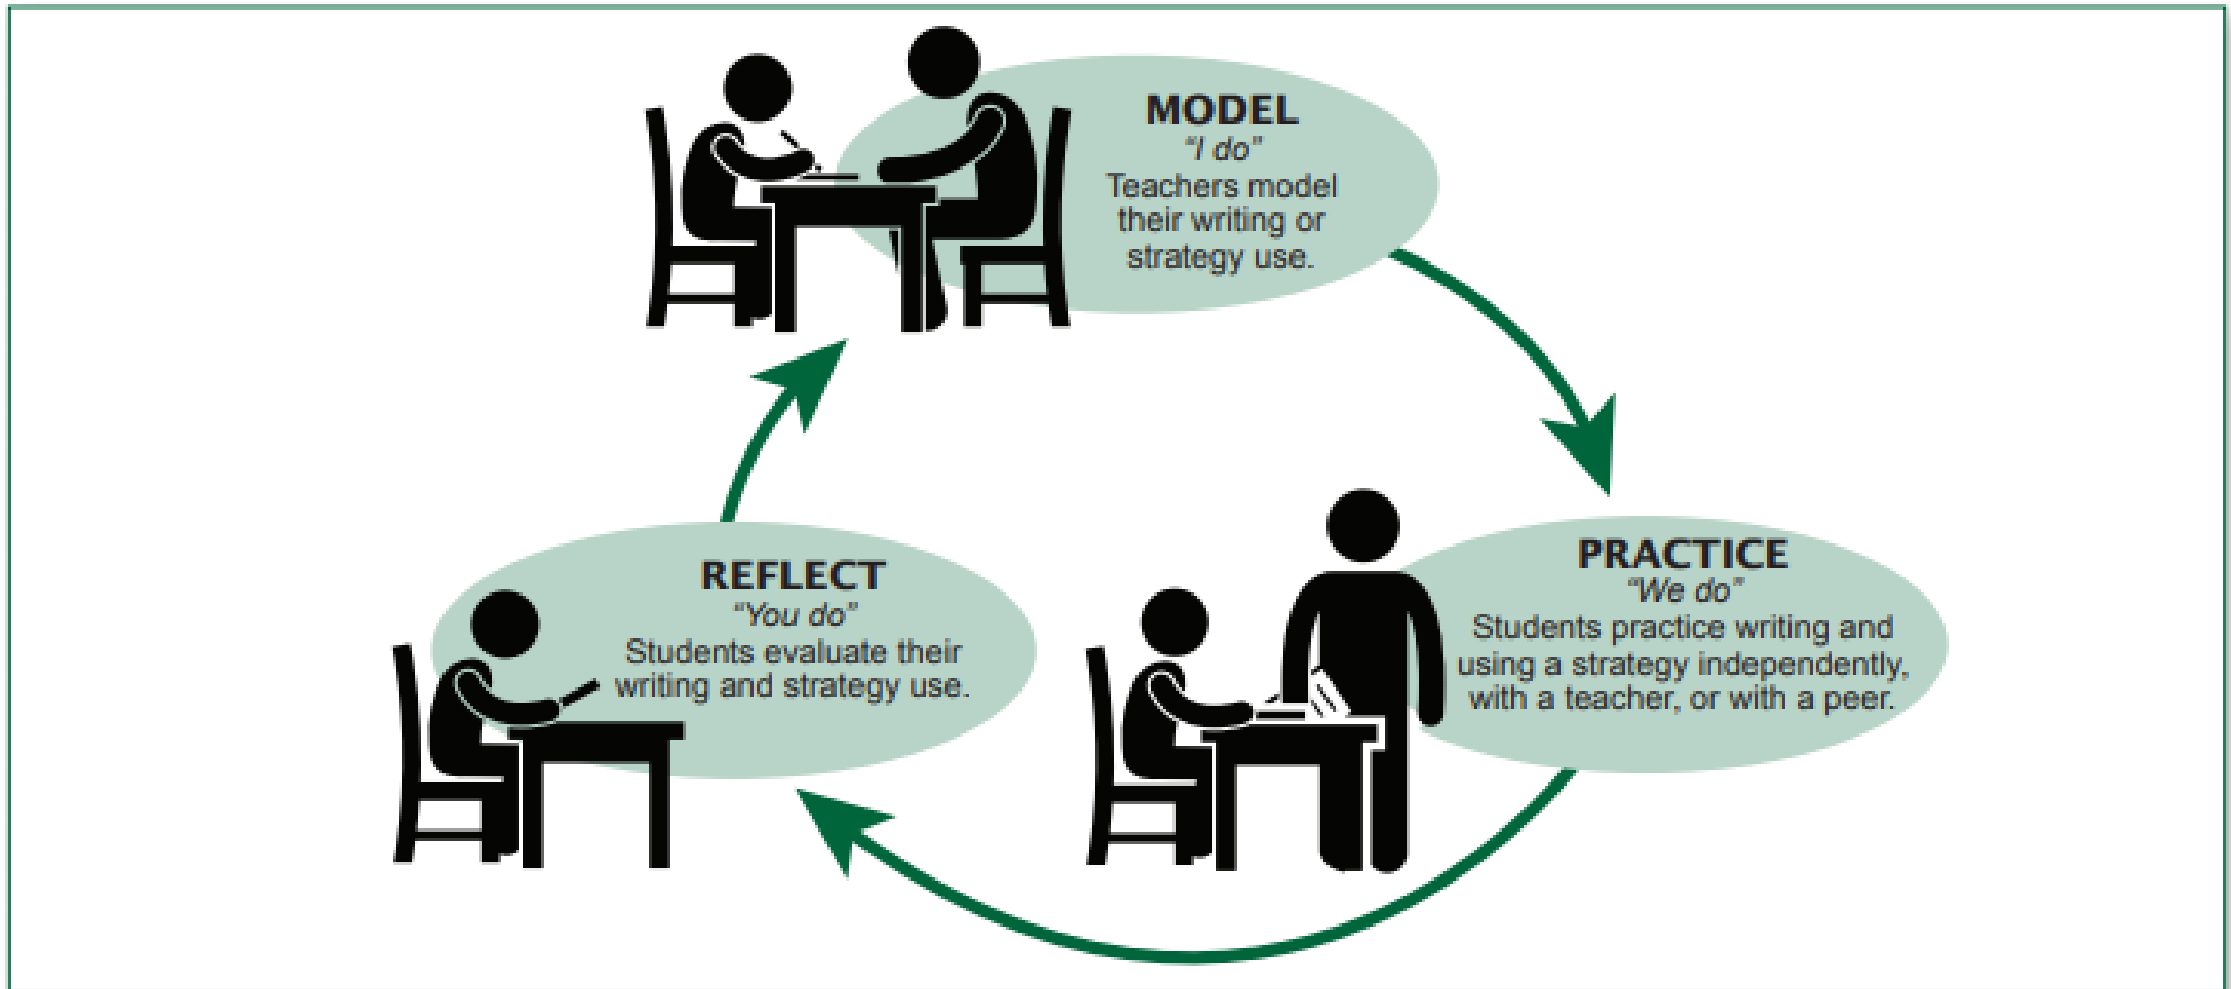 MODEL
“I do”
Teachers model
their writing or
strategy use.
PRACTICE
“We do”
Students practice writing and
using a strategy independently,
with a teacher, or with a peer.
REFLECT
“You do”
Students evaluate their
writing and strategy use.